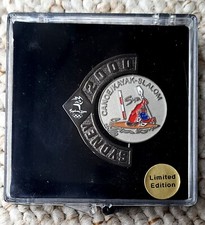 2000
CANOE/KAYAK-SLALOM
SYDNEY
Limited
Edition